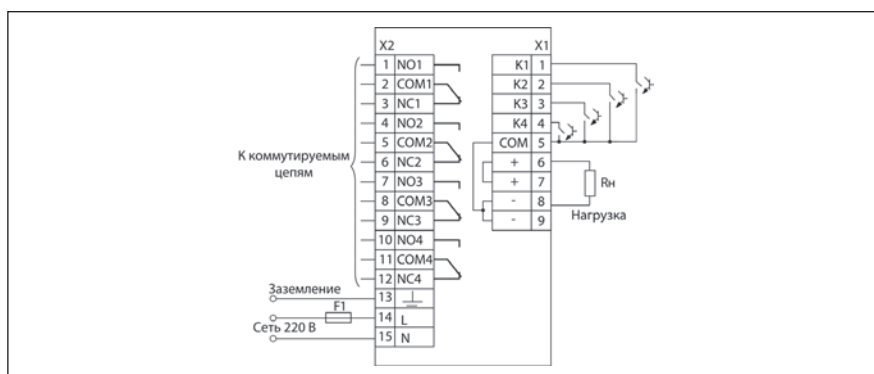 X2 X1
1 NO1 K1 1
2 COM1 K2 2
3 NC1 K3 3
4 NO2 K4 4
5 COM2 COM 5
6 NC2 + 6
7 NO3 + 7
8 COM3 - 8
9 NC3 - 9
10 NO4
11 COM4
12 NC4
13
14 L
15 N
К коммутируемым
цепям
Rн
Нагрузка
Заземление
F1
Сеть 220 В